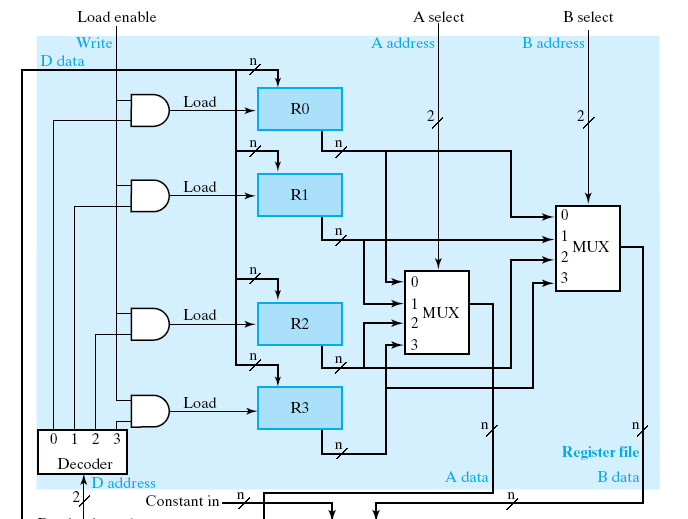 Load enable
A select
B select
Write
A address
B address
D data
n
Load
R0
2
2
n
n
0
Load
R1
1
MUX
2
n
3
n
0
1
MUX
Load
R2
2
n
3
n
Load
R3
n
n
n
0 1 2 3
Register file
Decoder
A data
B data
D address
2
Constant in
n
n